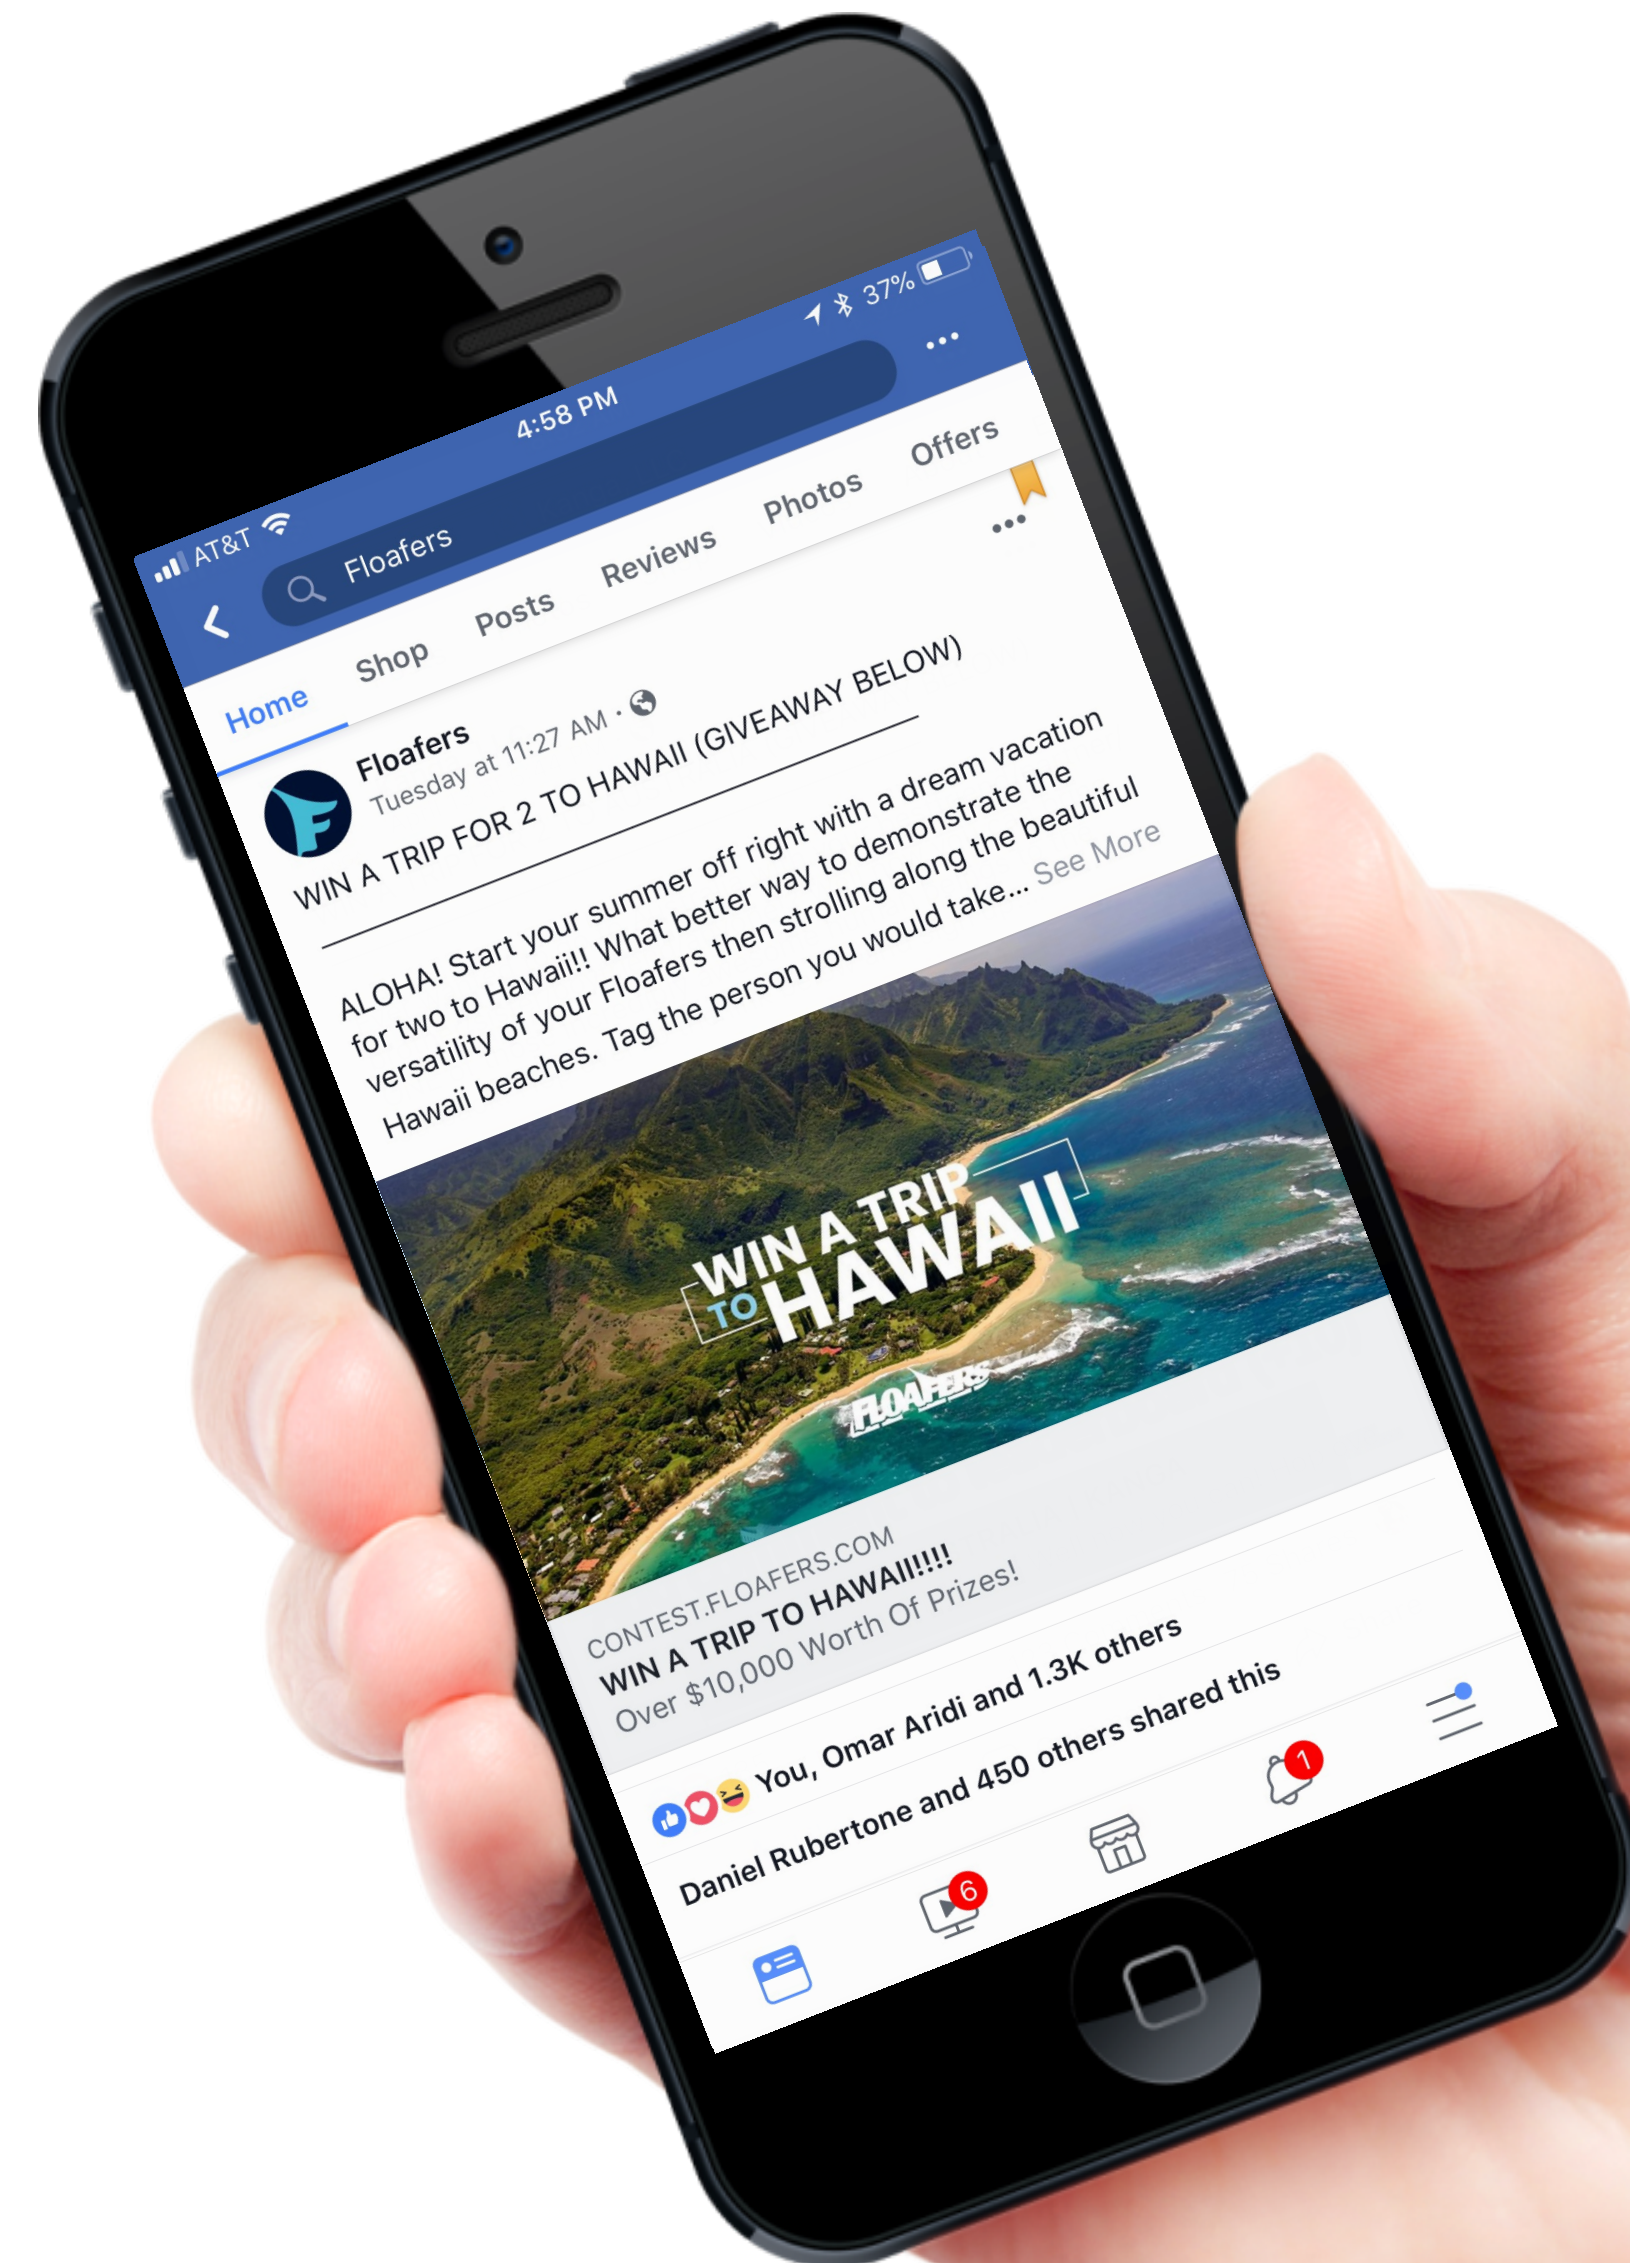 AT&T
4:58 PM
37%
Floafers
Home
Shop
Posts
Reviews
Photos
Offers
Floafers
Tuesday at 11:27 AM ·
WIN A TRIP FOR 2 TO HAWAII (GIVEAWAY BELOW)
ALOHA! Start your summer off right with a dream vacation
for two to Hawaii!! What better way to demonstrate the
versatility of your Floafers then strolling along the beautiful
Hawaii beaches. Tag the person you would take... See More
WIN A TRIP
TO HAWAII
FLOAFERS
CONTEST.FLOAFERS.COM
WIN A TRIP TO HAWAII!!!!
Over $10,000 Worth Of Prizes!
You, Omar Aridi and 1.3K others
Daniel Rubertone and 450 others shared this
6
1